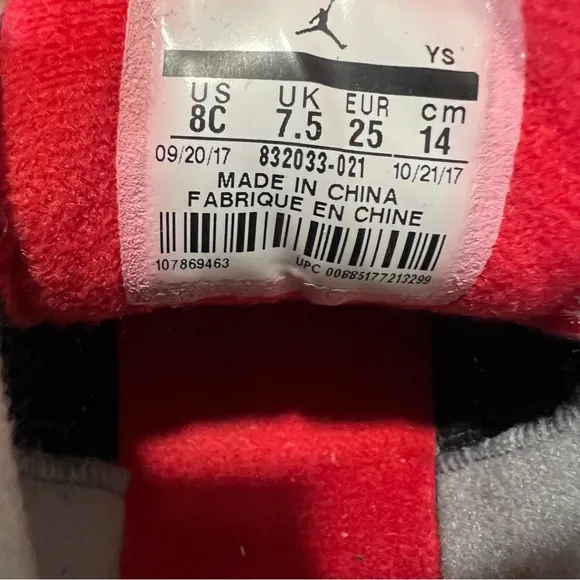 YS
US UK EUR cm
8C 7.5 25 14
09/20/17 832033-021 10/21/17
MADE IN CHINA
FABRIQUE EN CHINE
107869463 UPC 00885177213299